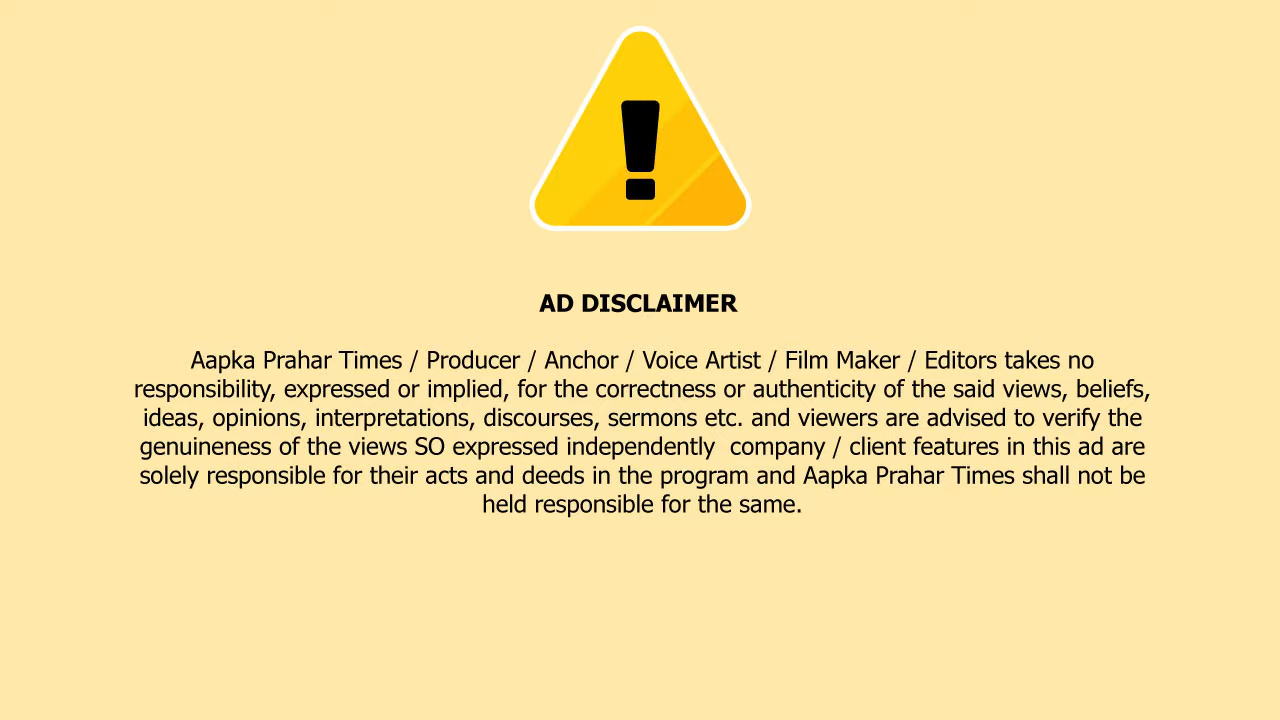 AD DISCLAIMER
Aapka Prahar Times / Producer / Anchor / Voice Artist / Film Maker / Editors takes no
responsibility, expressed or implied, for the correctness or authenticity of the said views, beliefs,
ideas, opinions, interpretations, discourses, sermons etc. and viewers are advised to verify the
genuineness of the views SO expressed independently  company / client features in this ad are
solely responsible for their acts and deeds in the program and Aapka Prahar Times shall not be
held responsible for the same.